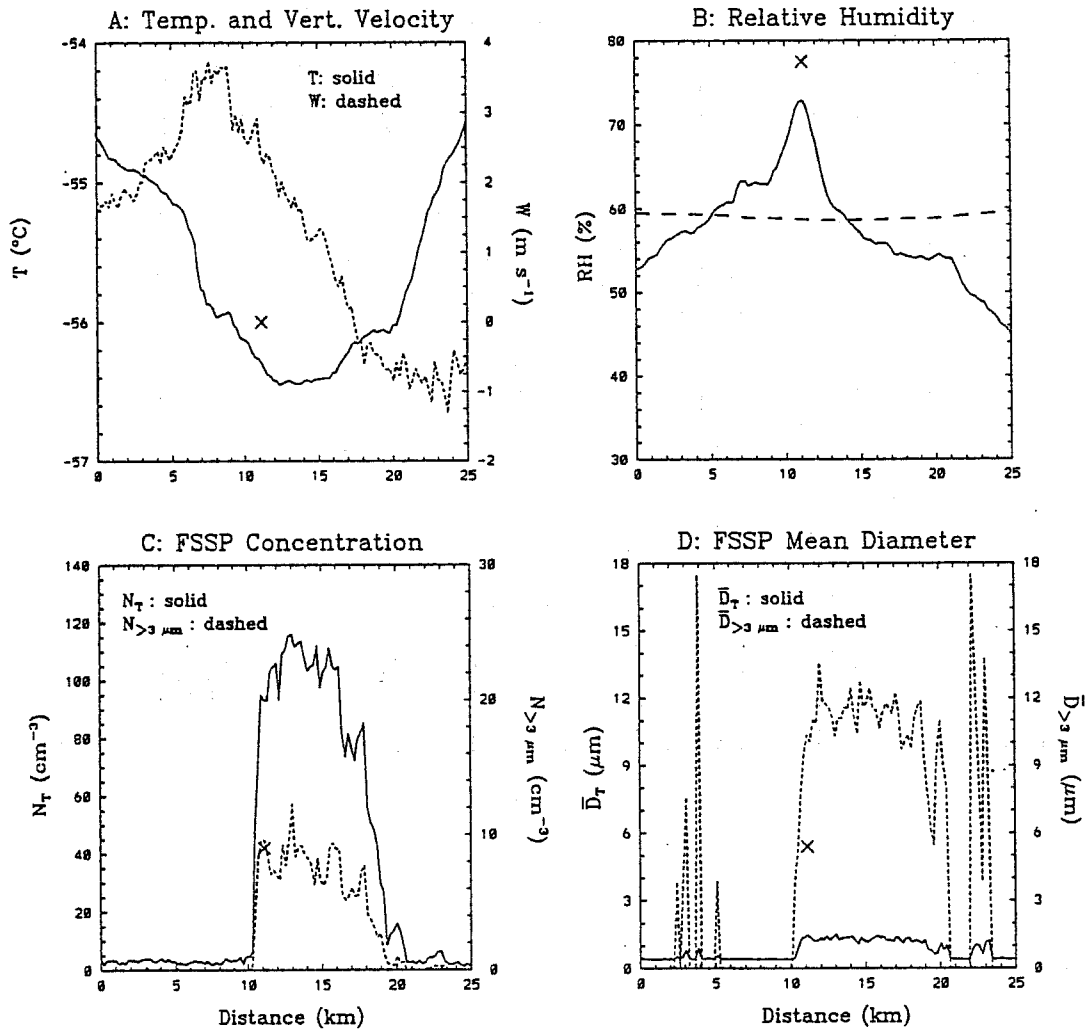 A: Temp. and Vert. Velocity
T: solid
W: dashed
-54
-55
-56
-57
T (°C)
4
3
2
1
0
-1
-2
W (m s⁻¹)
0 5 10 15 20 25
B: Relative Humidity
80
70
60
50
40
30
RH (%)
0 5 10 15 20 25
C: FSSP Concentration
N_T : solid
N_>3 μm : dashed
140
120
100
80
60
40
20
0
N_T (cm⁻³)
30
20
10
0
N_>3 μm (cm⁻³)
0 5 10 15 20 25
Distance (km)
D: FSSP Mean Diameter
D̅_T : solid
D̅_>3 μm : dashed
18
15
12
9
6
3
0
D̅_T (μm)
18
15
12
9
6
3
0
D̅_>3 μm (μm)
0 5 10 15 20 25
Distance (km)